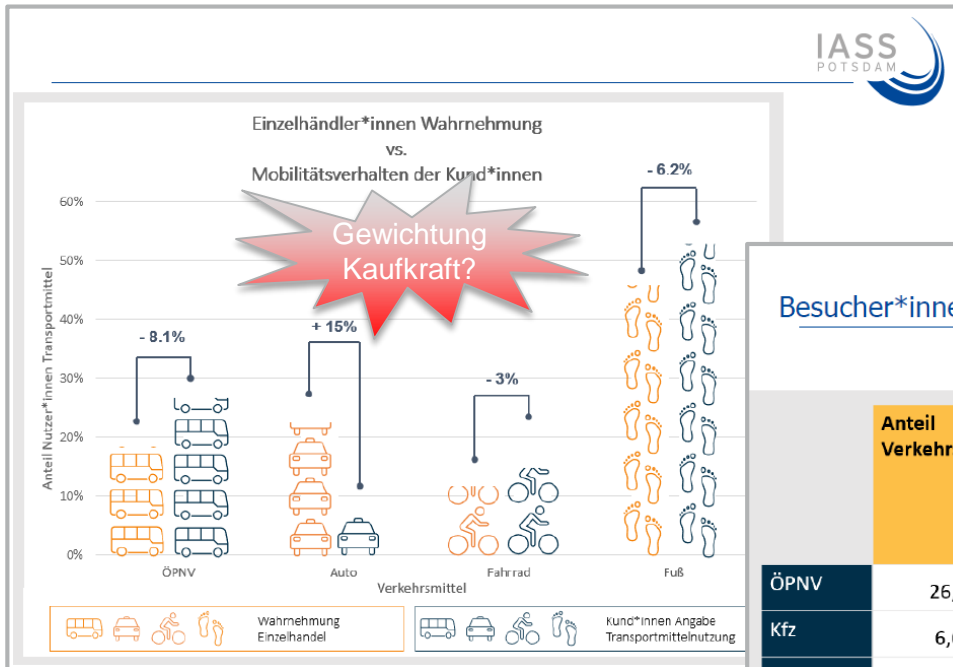 IASS
POTSDAM
Einzelhändler*innen Wahrnehmung
vs.
Mobilitätsverhalten der Kund*innen
Gewichtung
Kaufkraft?
- 6.2%
- 8.1%
+ 15%
- 3%
60%
50%
40%
30%
20%
10%
0%
Anteil Nutzer*Innen Transportmittel
ÖPNV
Auto
Fahrrad
Fuß
Verkehrsmittel
Wahrnehmung
Einzelhandel
Kund*Innen Angabe
Transportmittelnutzung
Besucher*inne
Anteil
Verkehrs
ÖPNV
26,
Kfz
6,